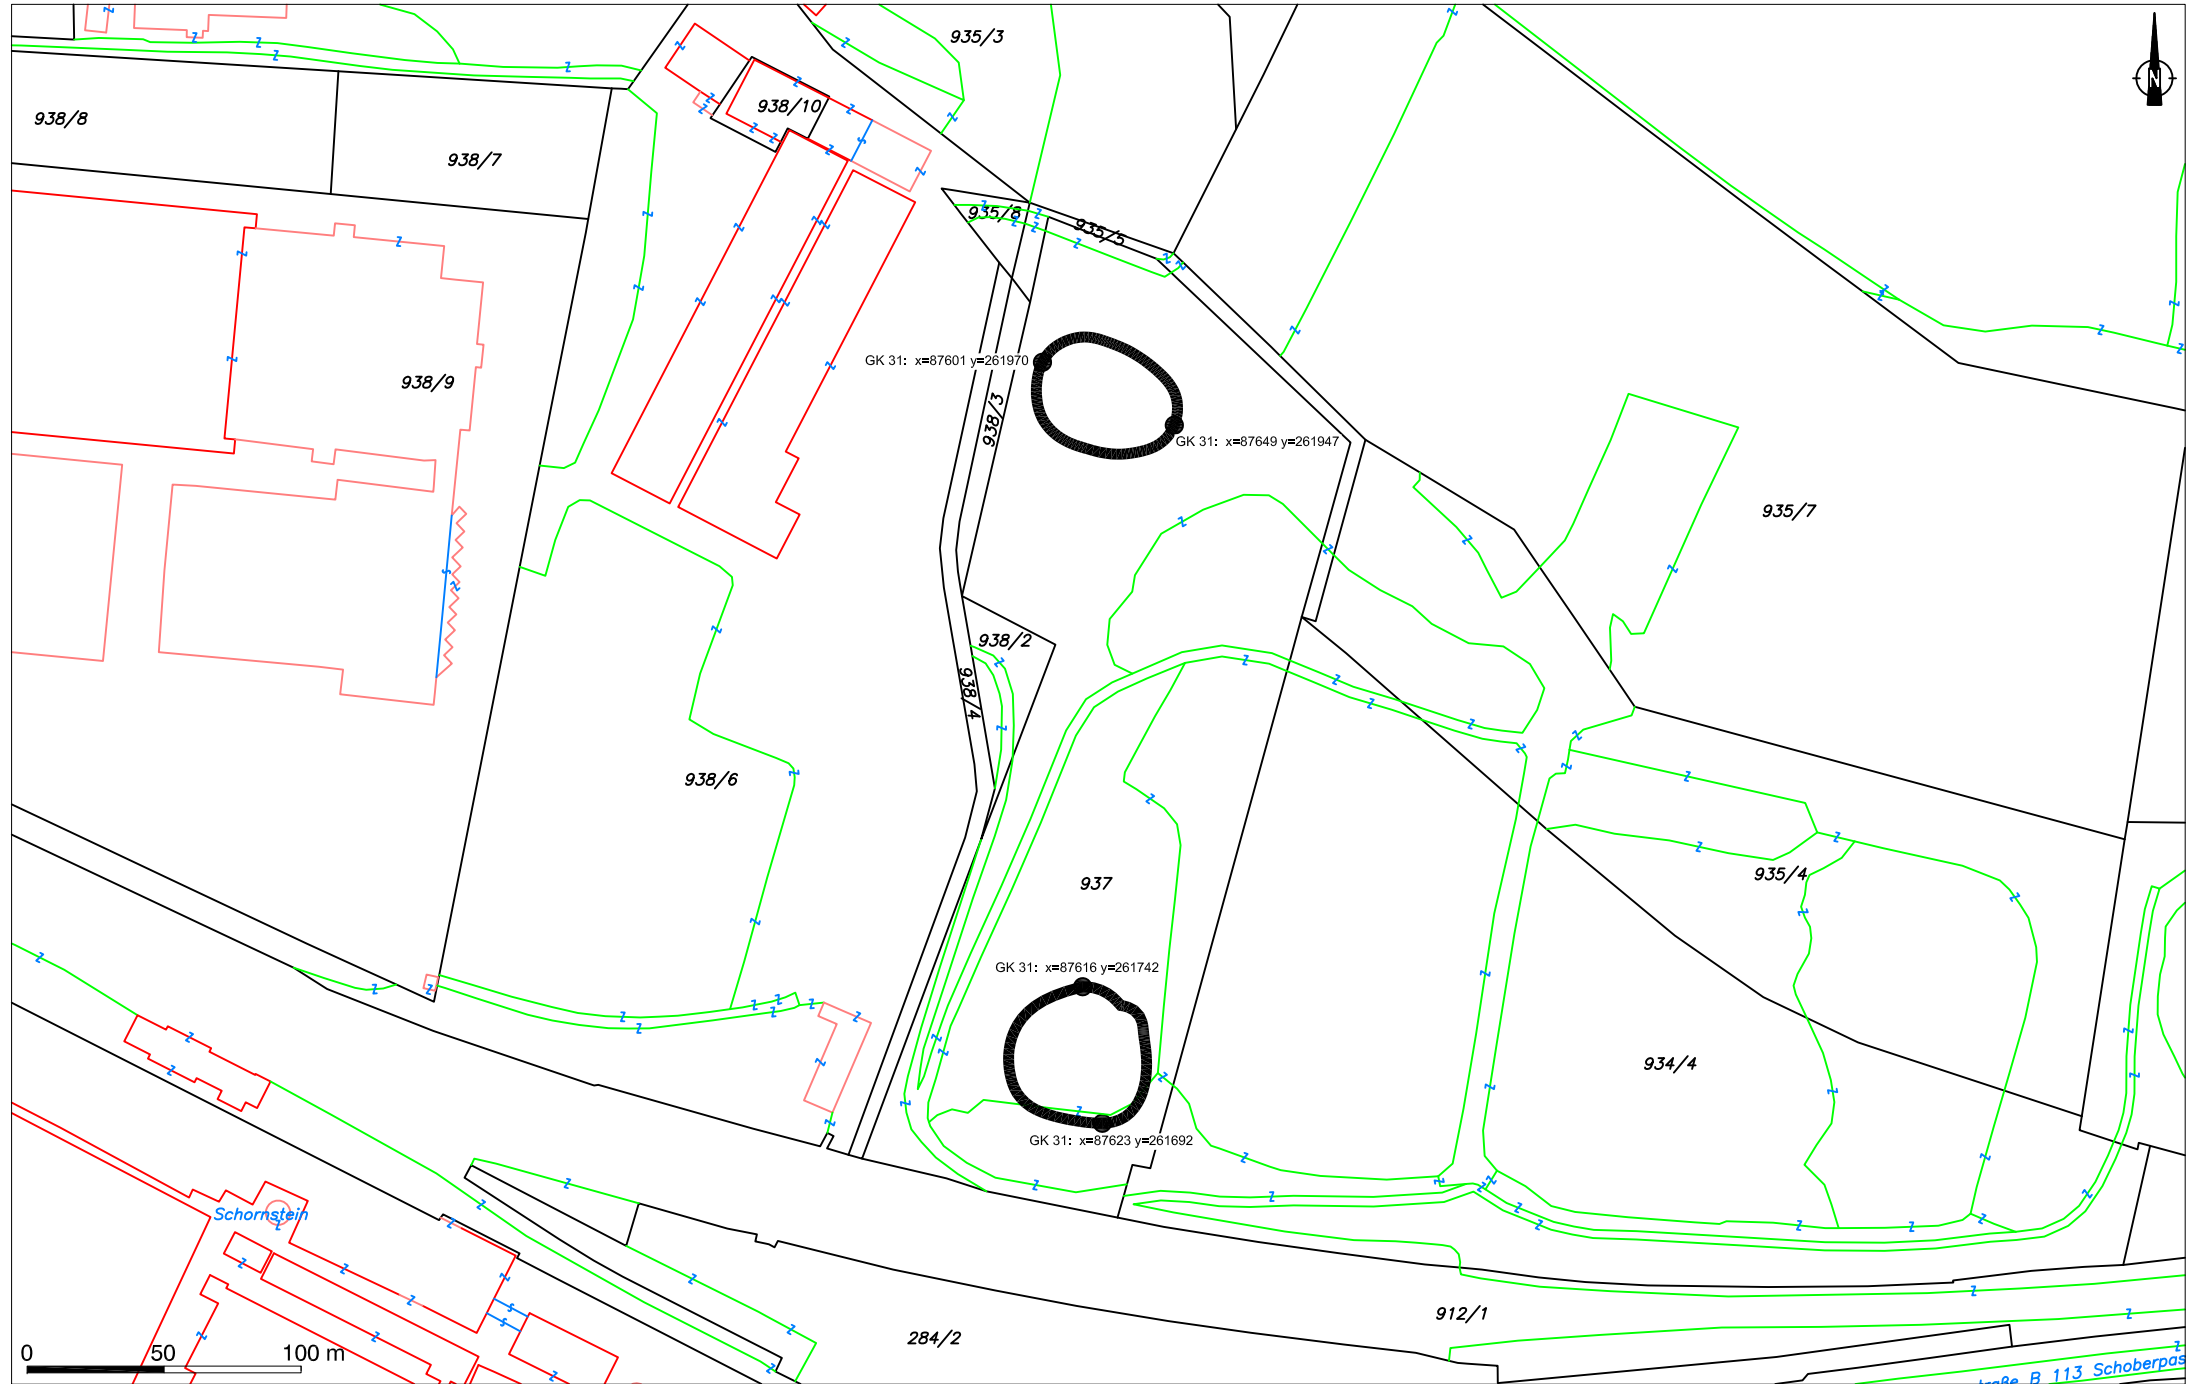 935/3
N
938/10
938/8
938/7
935/8
935/5
GK 31: x=87601 y=261970
938/9
938/3
GK 31: x=87649 y=261947
935/7
938/2
938/4
938/6
937
935/4
GK 31: x=87616 y=261742
934/4
GK 31: x=87623 y=261692
Schornstein
912/1
284/2
0 50 100 m
B 113 Schoberpas